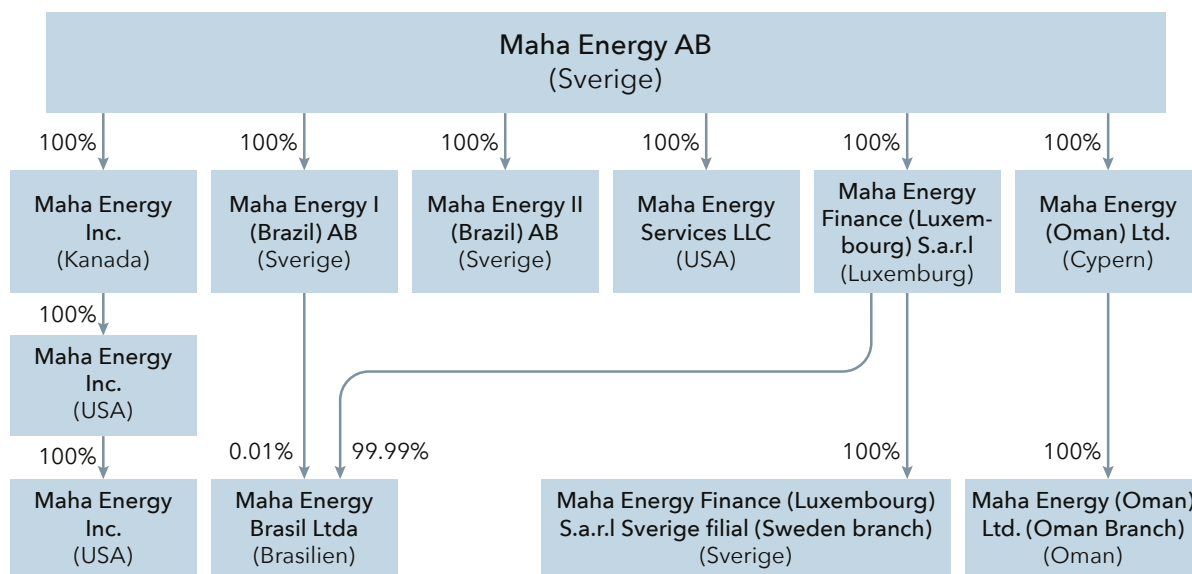 Maha Energy AB
(Sverige)
100%
100%
100%
100%
100%
100%
Maha Energy
Inc.
(Kanada)
Maha Energy I
(Brazil) AB
(Sverige)
Maha Energy II
(Brazil) AB
(Sverige)
Maha Energy
Services LLC
(USA)
Maha Energy
Finance (Luxem-
bourg) S.a.r.l
(Luxemburg)
Maha Energy
(Oman) Ltd.
(Cypern)
100%
Maha Energy
Inc.
(USA)
100%
0.01%
99.99%
100%
100%
Maha Energy
Inc.
(USA)
Maha Energy
Brasil Ltda
(Brasilien)
Maha Energy Finance (Luxembourg)
S.a.r.l Sverige filial (Sweden branch)
(Sverige)
Maha Energy (Oman)
Ltd. (Oman Branch)
(Oman)